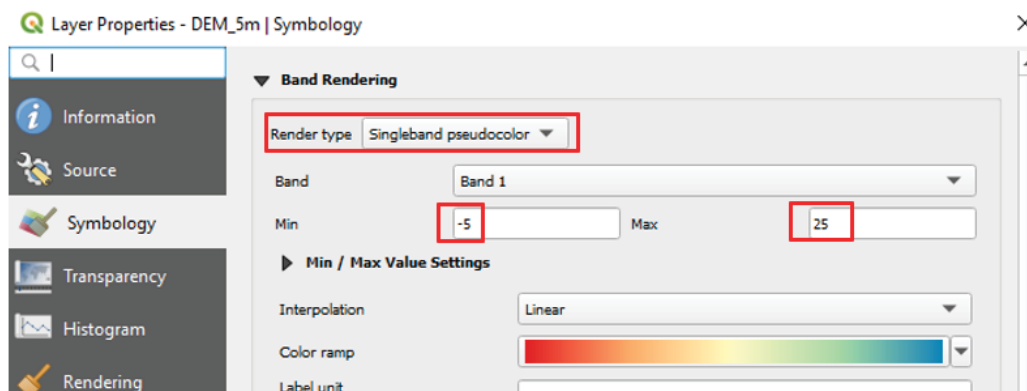 Layer Properties - DEM_5m | Symbology
Band Rendering
Information
Render type Singleband pseudocolor
Source
Band Band 1
Symbology
Min -5 Max 25
Min / Max Value Settings
Transparency
Interpolation Linear
Histogram
Color ramp
Rendering
Label unit